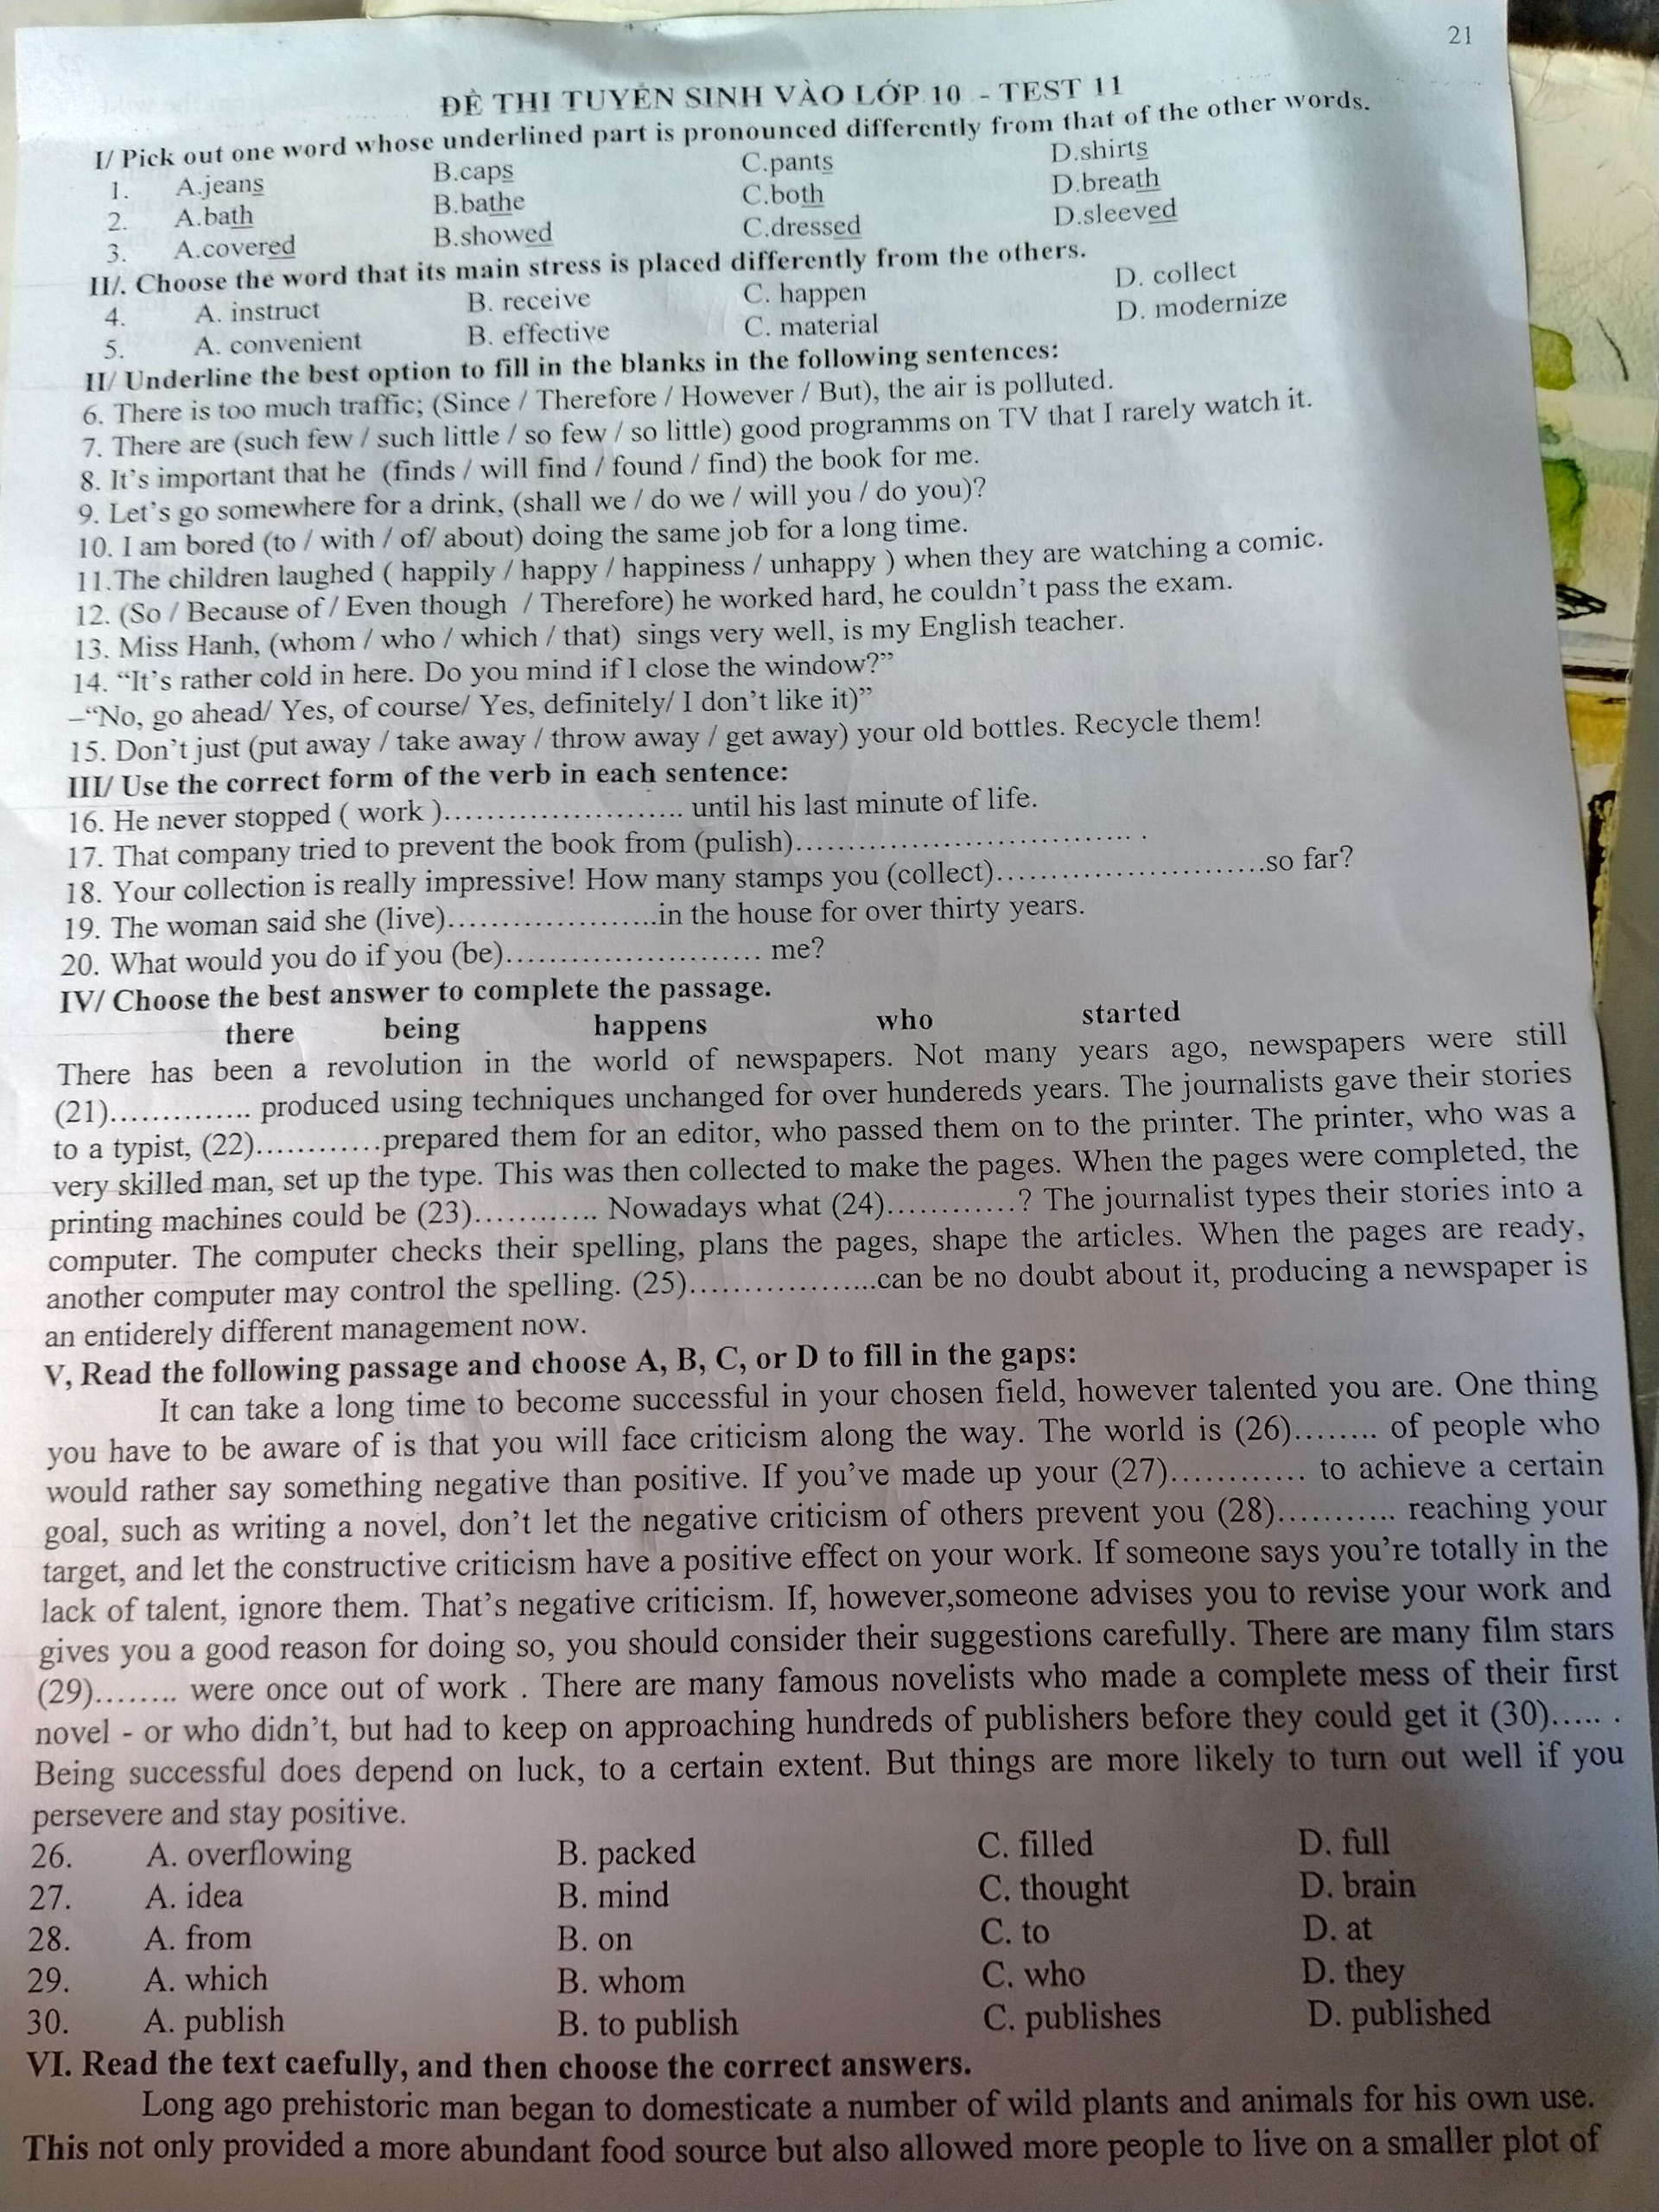 21
ĐỀ THI TUYỂN SINH VÀO LỚP 10 - TEST 11
I/ Pick out one word whose underlined part is pronounced differently from that of the other words.
1. A.jeans B.caps C.pants D.shirts
2. A.bath B.bathe C.both D.breath
3. A.covered B.showed C.dressed D.sleeved
II/. Choose the word that its main stress is placed differently from the others.
4. A. instruct B. receive C. happen D. collect
5. A. convenient B. effective C. material D. modernize
II/ Underline the best option to fill in the blanks in the following sentences:
6. There is too much traffic; (Since / Therefore / However / But), the air is polluted.
7. There are (such few / such little / so few / so little) good programms on TV that I rarely watch it.
8. It's important that he (finds / will find / found / find) the book for me.
9. Let's go somewhere for a drink, (shall we / do we / will you / do you)?
10. I am bored (to / with / of/ about) doing the same job for a long time.
11.The children laughed ( happily / happy / happiness / unhappy ) when they are watching a comic.
12. (So / Because of / Even though / Therefore) he worked hard, he couldn't pass the exam.
13. Miss Hanh, (whom / who / which / that) sings very well, is my English teacher.
14. “It's rather cold in here. Do you mind if I close the window?”
–“No, go ahead/ Yes, of course/ Yes, definitely/ I don't like it)”
15. Don't just (put away / take away / throw away / get away) your old bottles. Recycle them!
III/ Use the correct form of the verb in each sentence:
16. He never stopped ( work )........................ until his last minute of life.
17. That company tried to prevent the book from (pulish).................................. .
18. Your collection is really impressive! How many stamps you (collect)...........................so far?
19. The woman said she (live).....................in the house for over thirty years.
20. What would you do if you (be).......................... me?
IV/ Choose the best answer to complete the passage.
there being happens who started
There has been a revolution in the world of newspapers. Not many years ago, newspapers were still
(21).............. produced using techniques unchanged for over hundereds years. The journalists gave their stories
to a typist, (22)............prepared them for an editor, who passed them on to the printer. The printer, who was a
very skilled man, set up the type. This was then collected to make the pages. When the pages were completed, the
printing machines could be (23)............ Nowadays what (24).............? The journalist types their stories into a
computer. The computer checks their spelling, plans the pages, shape the articles. When the pages are ready,
another computer may control the spelling. (25)...................can be no doubt about it, producing a newspaper is
an entiderely different management now.
V, Read the following passage and choose A, B, C, or D to fill in the gaps:
It can take a long time to become successful in your chosen field, however talented you are. One thing
you have to be aware of is that you will face criticism along the way. The world is (26)........ of people who
would rather say something negative than positive. If you've made up your (27)............. to achieve a certain
goal, such as writing a novel, don't let the negative criticism of others prevent you (28)........... reaching your
target, and let the constructive criticism have a positive effect on your work. If someone says you're totally in the
lack of talent, ignore them. That's negative criticism. If, however,someone advises you to revise your work and
gives you a good reason for doing so, you should consider their suggestions carefully. There are many film stars
(29)........ were once out of work . There are many famous novelists who made a complete mess of their first
novel - or who didn't, but had to keep on approaching hundreds of publishers before they could get it (30)..... .
Being successful does depend on luck, to a certain extent. But things are more likely to turn out well if you
persevere and stay positive.
26. A. overflowing B. packed C. filled D. full
27. A. idea B. mind C. thought D. brain
28. A. from B. on C. to D. at
29. A. which B. whom C. who D. they
30. A. publish B. to publish C. publishes D. published
VI. Read the text caefully, and then choose the correct answers.
Long ago prehistoric man began to domesticate a number of wild plants and animals for his own use.
This not only provided a more abundant food source but also allowed more people to live on a smaller plot of